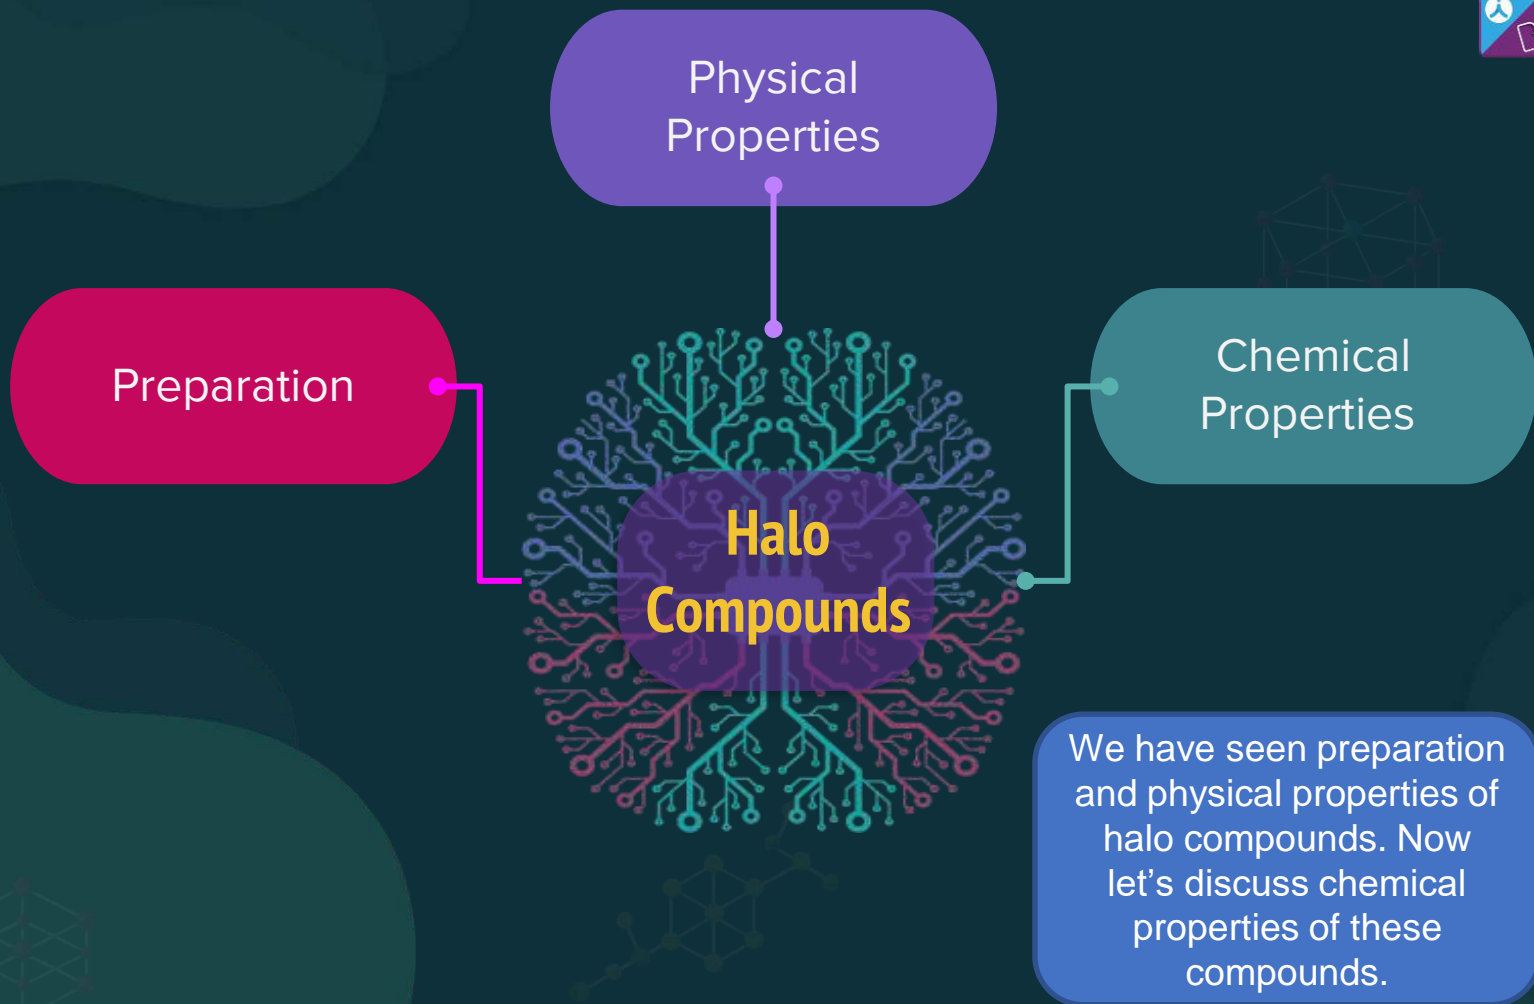 Physical
Properties
Preparation
Chemical
Properties
Halo
Compounds
We have seen preparation
and physical properties of
halo compounds. Now
let’s discuss chemical
properties of these
compounds.